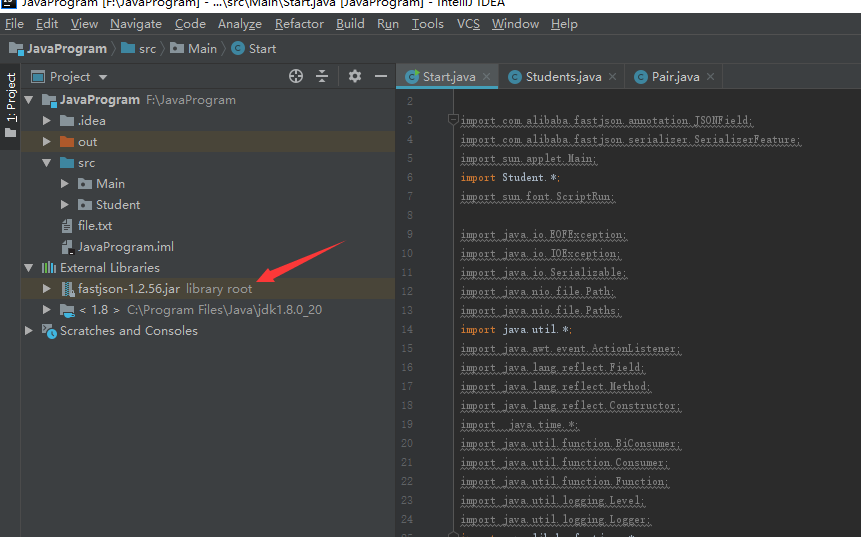 JavaProgram [F:\JavaProgram] - ...\src\Main\Start.java [JavaProgram] - IntelliJ IDEA
File Edit View Navigate Code Analyze Refactor Build Run Tools VCS Window Help
JavaProgram src Main Start
1: Project
Project
JavaProgram F:\JavaProgram
.idea
out
src
Main
Student
file.txt
JavaProgram.iml
External Libraries
fastjson-1.2.56.jar library root
< 1.8 > C:\Program Files\Java\jdk1.8.0_20
Scratches and Consoles
Start.java Students.java Pair.java
2
3 import com.alibaba.fastjson.annotation.JSONField;
4 import com.alibaba.fastjson.serializer.SerializerFeature;
5 import sun.applet.Main;
6 import Student.*;
7 import sun.font.ScriptRun;
8
9 import java.io.EOFException;
10 import java.io.IOException;
11 import java.io.Serializable;
12 import java.nio.file.Path;
13 import java.nio.file.Paths;
14 import java.util.*;
15 import java.awt.event.ActionListener;
16 import java.lang.reflect.Field;
17 import java.lang.reflect.Method;
18 import java.lang.reflect.Constructor;
19 import java.time.*;
20 import java.util.function.BiConsumer;
21 import java.util.function.Consumer;
22 import java.util.function.Function;
23 import java.util.logging.Level;
24 import java.util.logging.Logger;